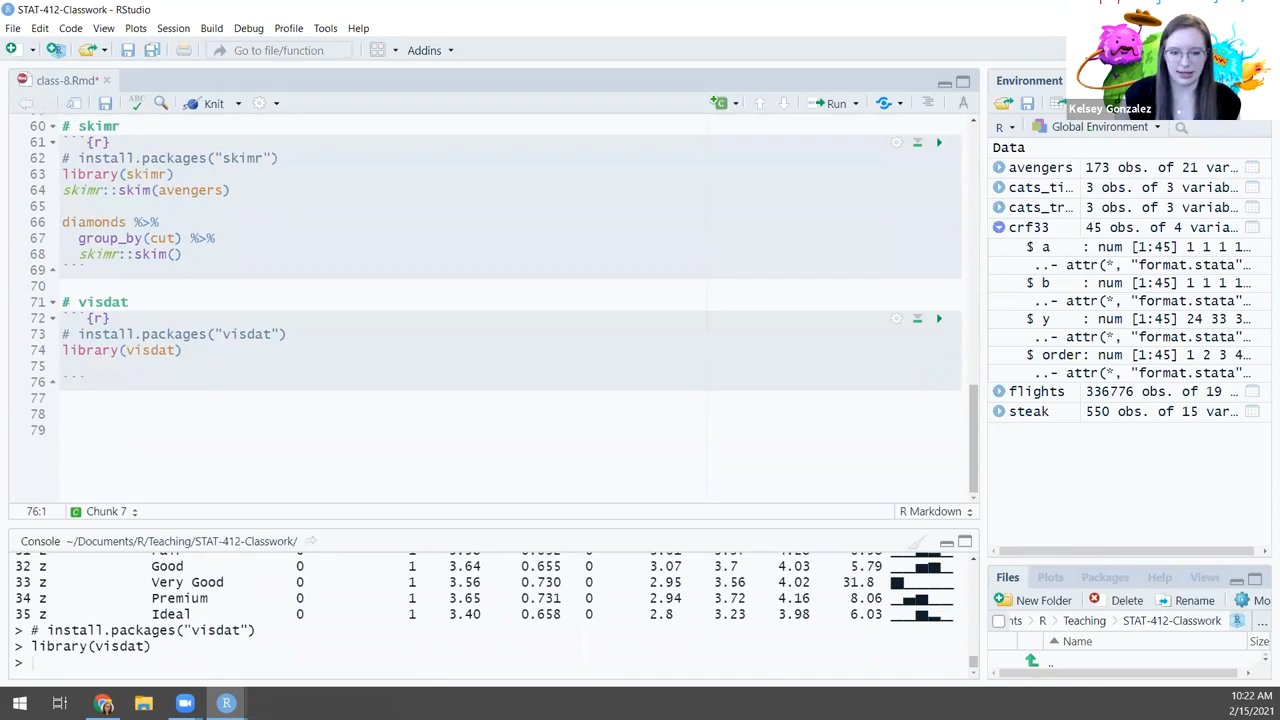 STAT-412-Classwork - RStudio
File Edit Code View Plots Session Build Debug Profile Tools Help
Go to file/function Addins
class-8.Rmd*
ABC Knit Run
60 # skimr
61 ```{r}
62 # install.packages("skimr")
63 library(skimr)
64 skimr::skim(avengers)
65
66 diamonds %>%
67 group_by(cut) %>%
68 skimr::skim()
69 ```
70
71 # visdat
72 ```{r}
73 # install.packages("visdat")
74 library(visdat)
75
76 ```
77
78
79
76:1 Chunk 7 R Markdown
Console ~/Documents/R/Teaching/STAT-412-Classwork/
32 z Good 0 1 3.64 0.655 0 3.07 3.7 4.03 5.79
33 z Very Good 0 1 3.56 0.730 0 2.95 3.56 4.02 31.8
34 z Premium 0 1 3.65 0.731 0 2.94 3.72 4.16 8.06
35 z Ideal 0 1 3.40 0.658 0 2.8 3.23 3.98 6.03
> # install.packages("visdat")
> library(visdat)
>
Environment
Kelsey Gonzalez
R Global Environment
Data
avengers 173 obs. of 21 var…
cats_ti… 3 obs. of 3 variab…
cats_tr… 3 obs. of 3 variab…
crf33 45 obs. of 4 varia…
$ a : num [1:45] 1 1 1 1…
..- attr(*, "format.stata"…
$ b : num [1:45] 1 1 1 1…
..- attr(*, "format.stata"…
$ y : num [1:45] 24 33 3…
..- attr(*, "format.stata"…
$ order: num [1:45] 1 2 3 4…
..- attr(*, "format.stata"…
flights 336776 obs. of 19 …
steak 550 obs. of 15 var…
Files Plots Packages Help Viewe
New Folder Delete Rename Mo
nts R Teaching STAT-412-Classwork R ...
Name Size
..
10:22 AM
2/15/2021